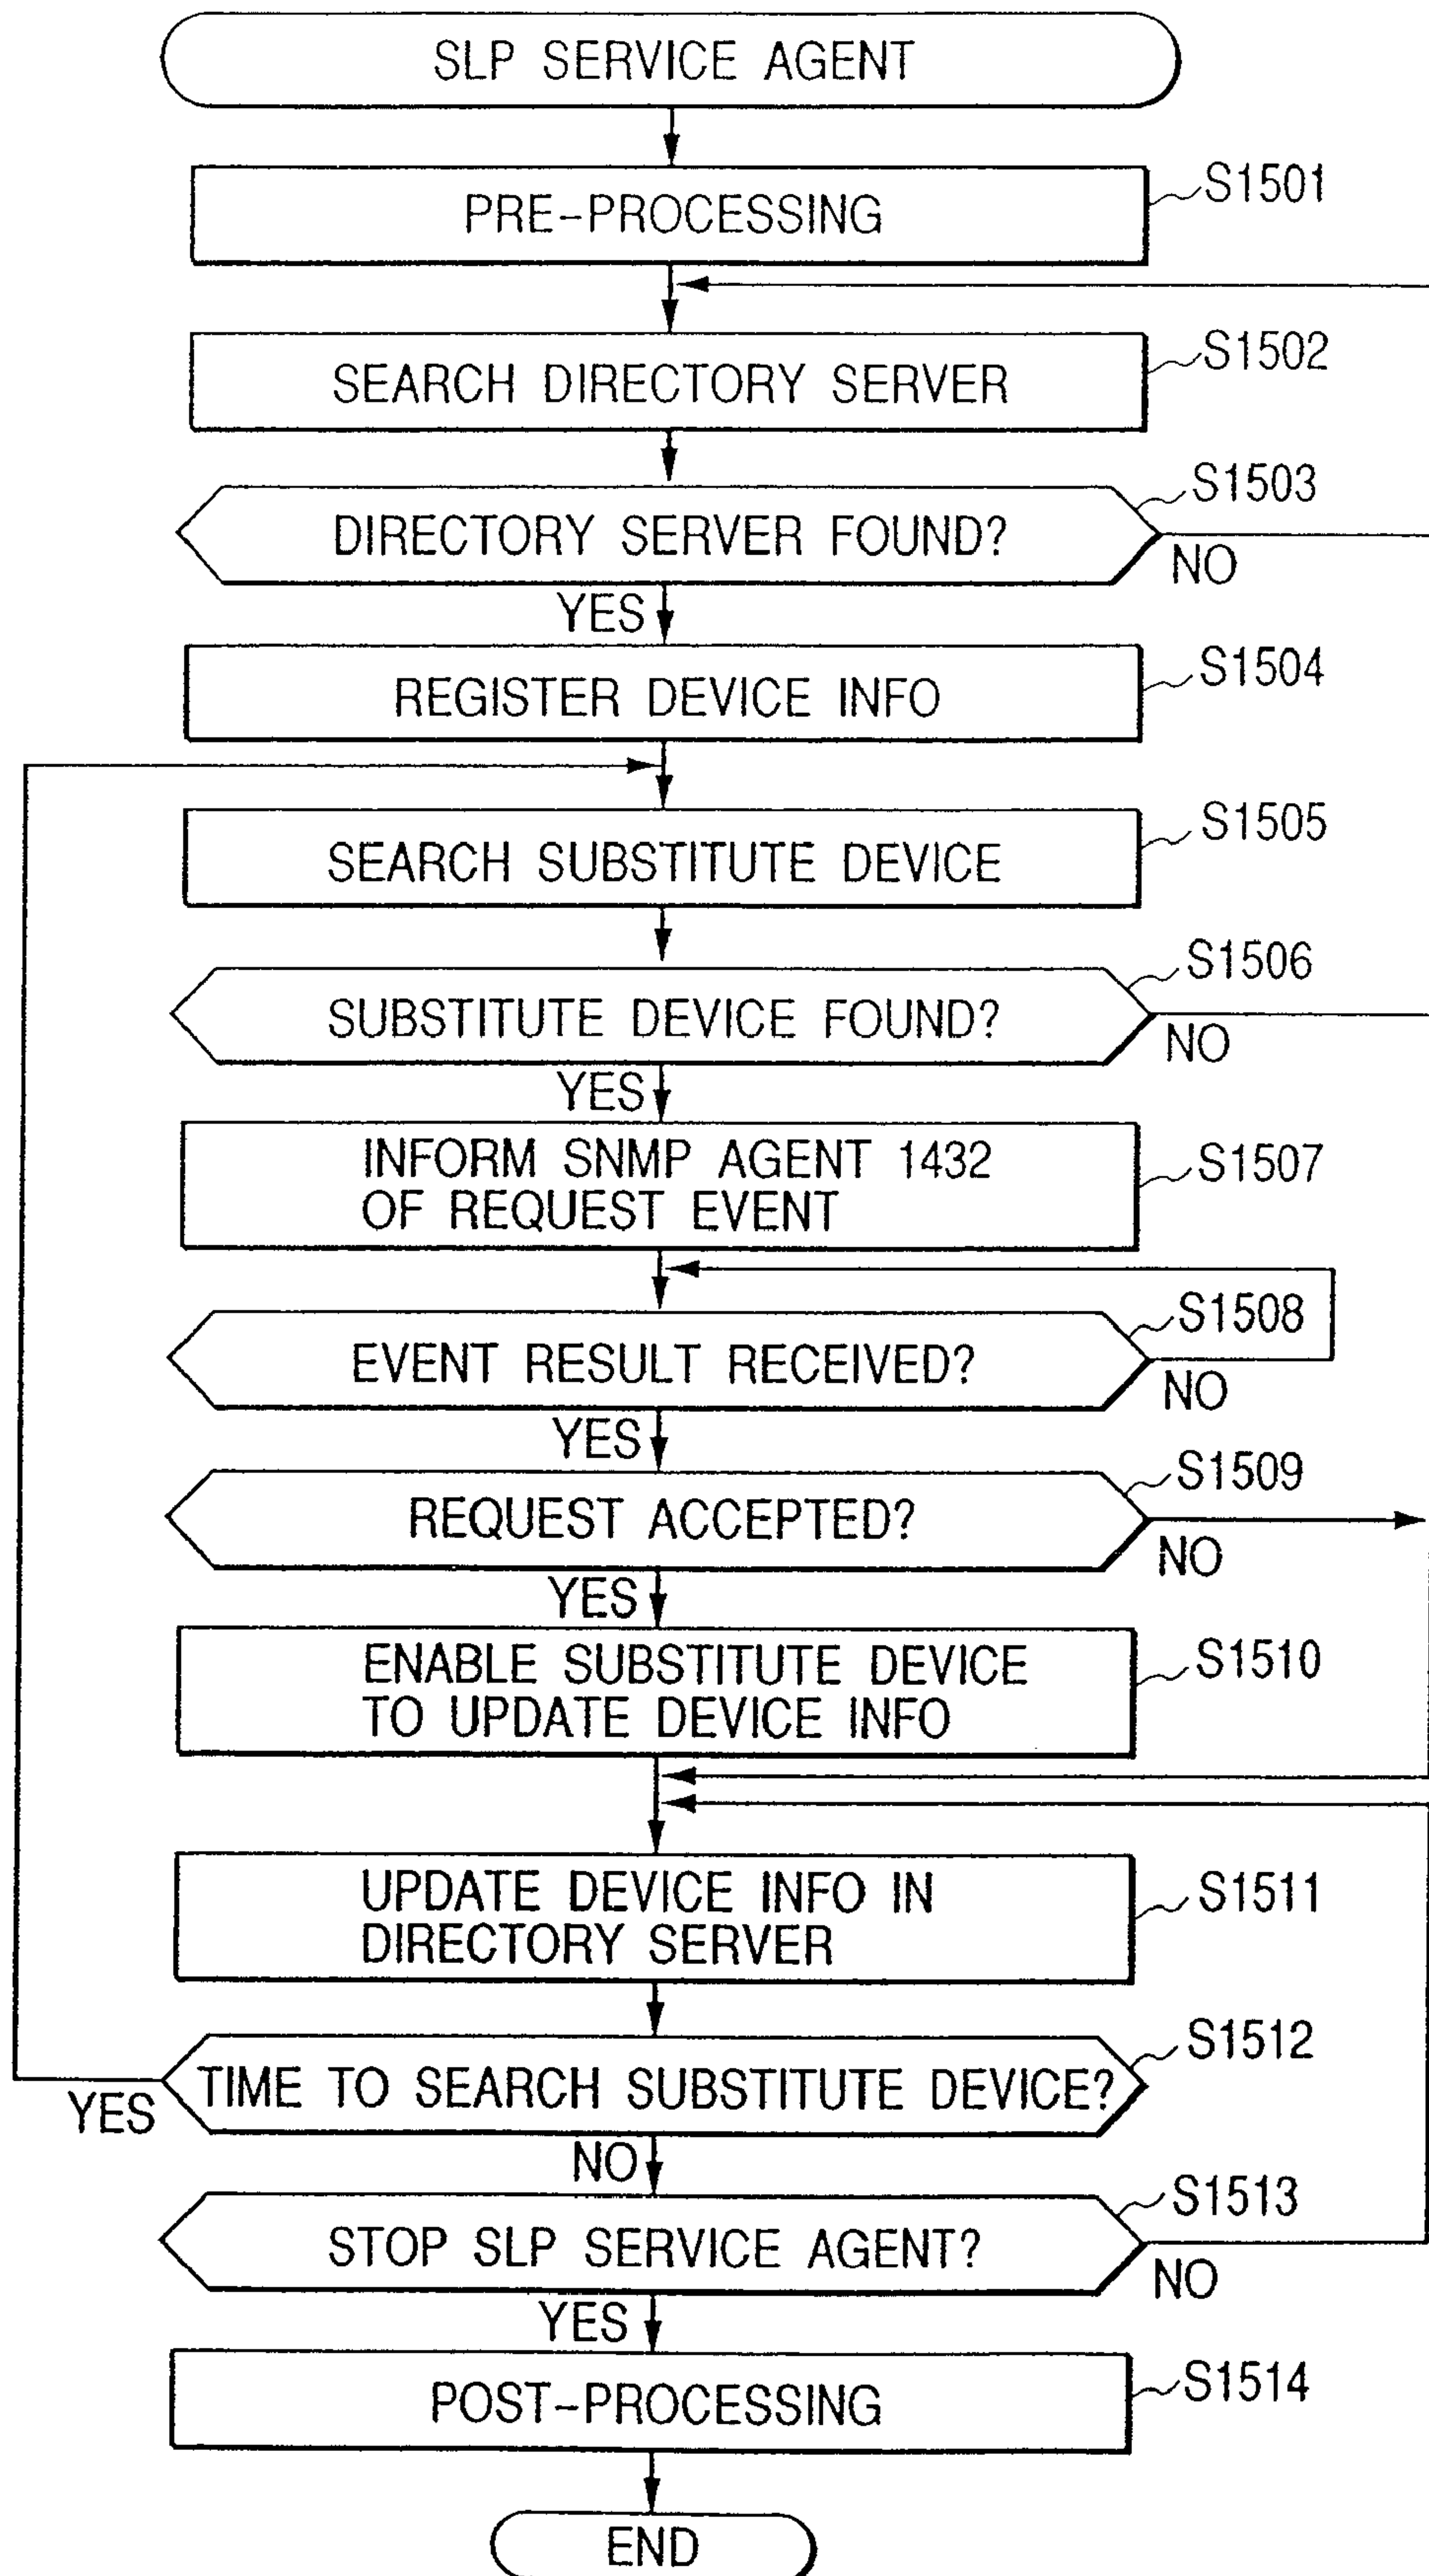 SLP SERVICE AGENT
PRE-PROCESSING
S1501
SEARCH DIRECTORY SERVER
S1502
DIRECTORY SERVER FOUND?
S1503
NO
YES
REGISTER DEVICE INFO
S1504
SEARCH SUBSTITUTE DEVICE
S1505
SUBSTITUTE DEVICE FOUND?
S1506
NO
YES
INFORM SNMP AGENT 1432
OF REQUEST EVENT
S1507
EVENT RESULT RECEIVED?
S1508
NO
YES
REQUEST ACCEPTED?
S1509
NO
YES
ENABLE SUBSTITUTE DEVICE
TO UPDATE DEVICE INFO
S1510
UPDATE DEVICE INFO IN
DIRECTORY SERVER
S1511
TIME TO SEARCH SUBSTITUTE DEVICE?
S1512
YES
NO
STOP SLP SERVICE AGENT?
S1513
NO
YES
POST-PROCESSING
S1514
END